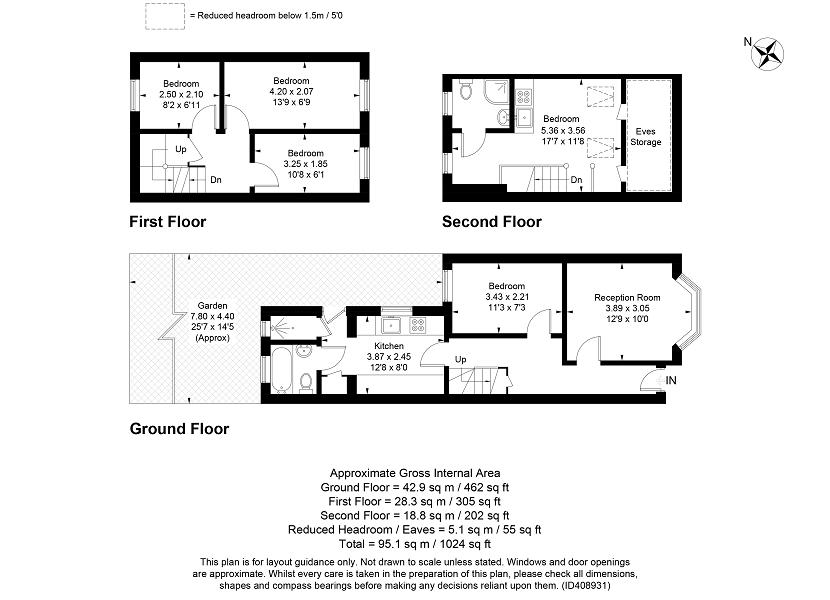 = Reduced headroom below 1.5m / 5'0
N
Bedroom
2.50 x 2.10
8'2 x 6'11
Bedroom
4.20 x 2.07
13'9 x 6'9
Bedroom
3.25 x 1.85
10'8 x 6'1
Up
Dn
First Floor
Bedroom
5.36 x 3.56
17'7 x 11'8
Eves
Storage
Dn
Second Floor
Garden
7.80 x 4.40
25'7 x 14'5
(Approx)
Bedroom
3.43 x 2.21
11'3 x 7'3
Reception Room
3.89 x 3.05
12'9 x 10'0
Kitchen
3.87 x 2.45
12'8 x 8'0
Up
IN
Ground Floor
Approximate Gross Internal Area
Ground Floor = 42.9 sq m / 462 sq ft
First Floor = 28.3 sq m / 305 sq ft
Second Floor = 18.8 sq m / 202 sq ft
Reduced Headroom / Eaves = 5.1 sq m / 55 sq ft
Total = 95.1 sq m / 1024 sq ft
This plan is for layout guidance only. Not drawn to scale unless stated. Windows and door openings
are approximate. Whilst every care is taken in the preparation of this plan, please check all dimensions,
shapes and compass bearings before making any decisions reliant upon them. (ID408931)